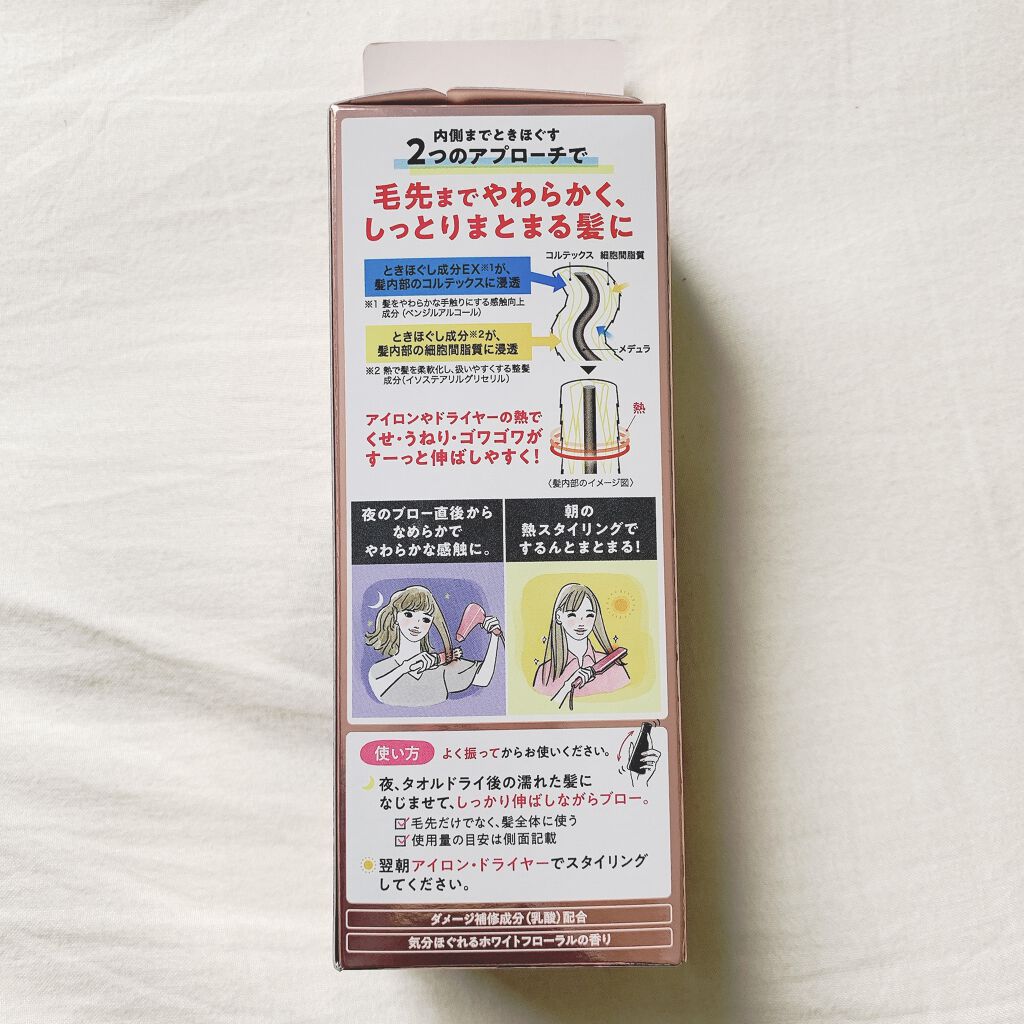 内側までときほぐす
2つのアプローチで
毛先までやわらかく、
しっとりまとまる髪に
コルテックス 細胞間脂質
ときほぐし成分EX※1が、
髪内部のコルテックスに浸透
※1 髪をやわらかな手触りにする感触向上
成分(ベンジルアルコール)
ときほぐし成分※2が、
髪内部の細胞間脂質に浸透
メデュラ
※2 熱で髪を柔軟化し、扱いやすくする整髪
成分(イソステアリルグリセリル)
熱
アイロンやドライヤーの熱で
くせ・うねり・ゴワゴワが
すーっと伸ばしやすく!
〈髪内部のイメージ図〉
夜のブロー直後から
なめらかで
やわらかな感触に。
朝の
熱スタイリングで
するんとまとまる!
使い方 よく振ってからお使いください。
夜、タオルドライ後の濡れた髪に
なじませて、しっかり伸ばしながらブロー。
毛先だけでなく、髪全体に使う
使用量の目安は側面記載
翌朝アイロン・ドライヤーでスタイリング
してください。
ダメージ補修成分(乳酸)配合
気分ほぐれるホワイトフローラルの香り